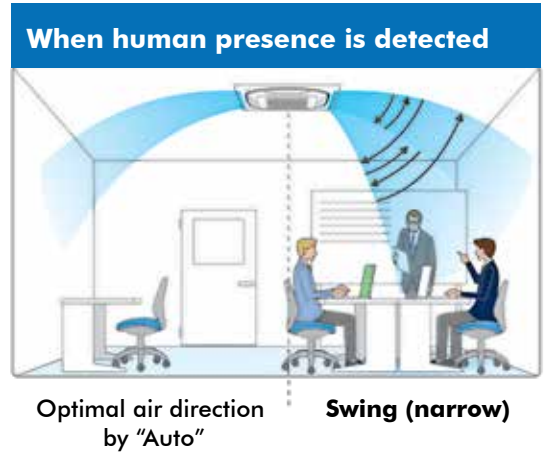 When human presence is detected
Optimal air direction
by “Auto”
Swing (narrow)